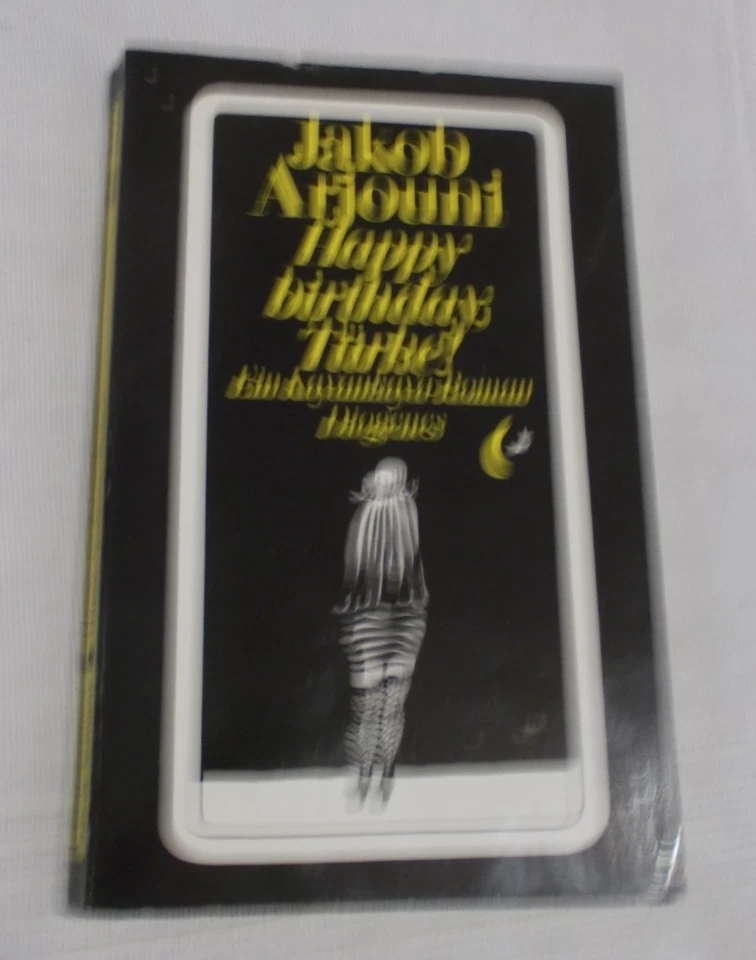 Jakob
Arjouni
Happy
birthday,
Türke!
Ein Kayankaya-Roman
Diogenes